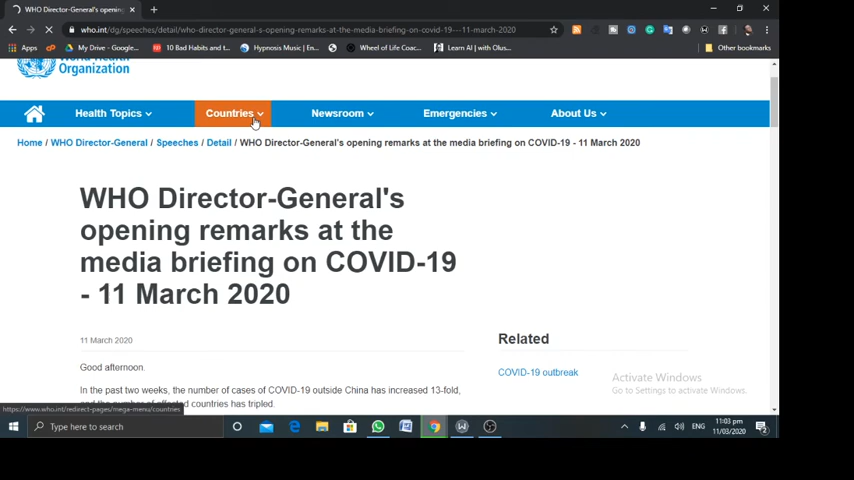 WHO Director-General's opening
who.int/dg/speeches/detail/who-director-general-s-opening-remarks-at-the-media-briefing-on-covid-19---11-march-2020
Apps My Drive - Google... 10 Bad Habits and t... Hypnosis Music | En... Wheel of Life Coac... Learn AI | with Olus... Other bookmarks
Organization
Health Topics Countries Newsroom Emergencies About Us
Home / WHO Director-General / Speeches / Detail / WHO Director-General's opening remarks at the media briefing on COVID-19 - 11 March 2020
WHO Director-General's
opening remarks at the
media briefing on COVID-19
- 11 March 2020
11 March 2020
Related
Good afternoon.
COVID-19 outbreak
Activate Windows
Go to Settings to activate Windows.
In the past two weeks, the number of cases of COVID-19 outside China has increased 13-fold,
countries has tripled.
https://www.who.int/redirect-pages/mega-menu/countries
Type here to search
ENG
11:03 pm
11/03/2020